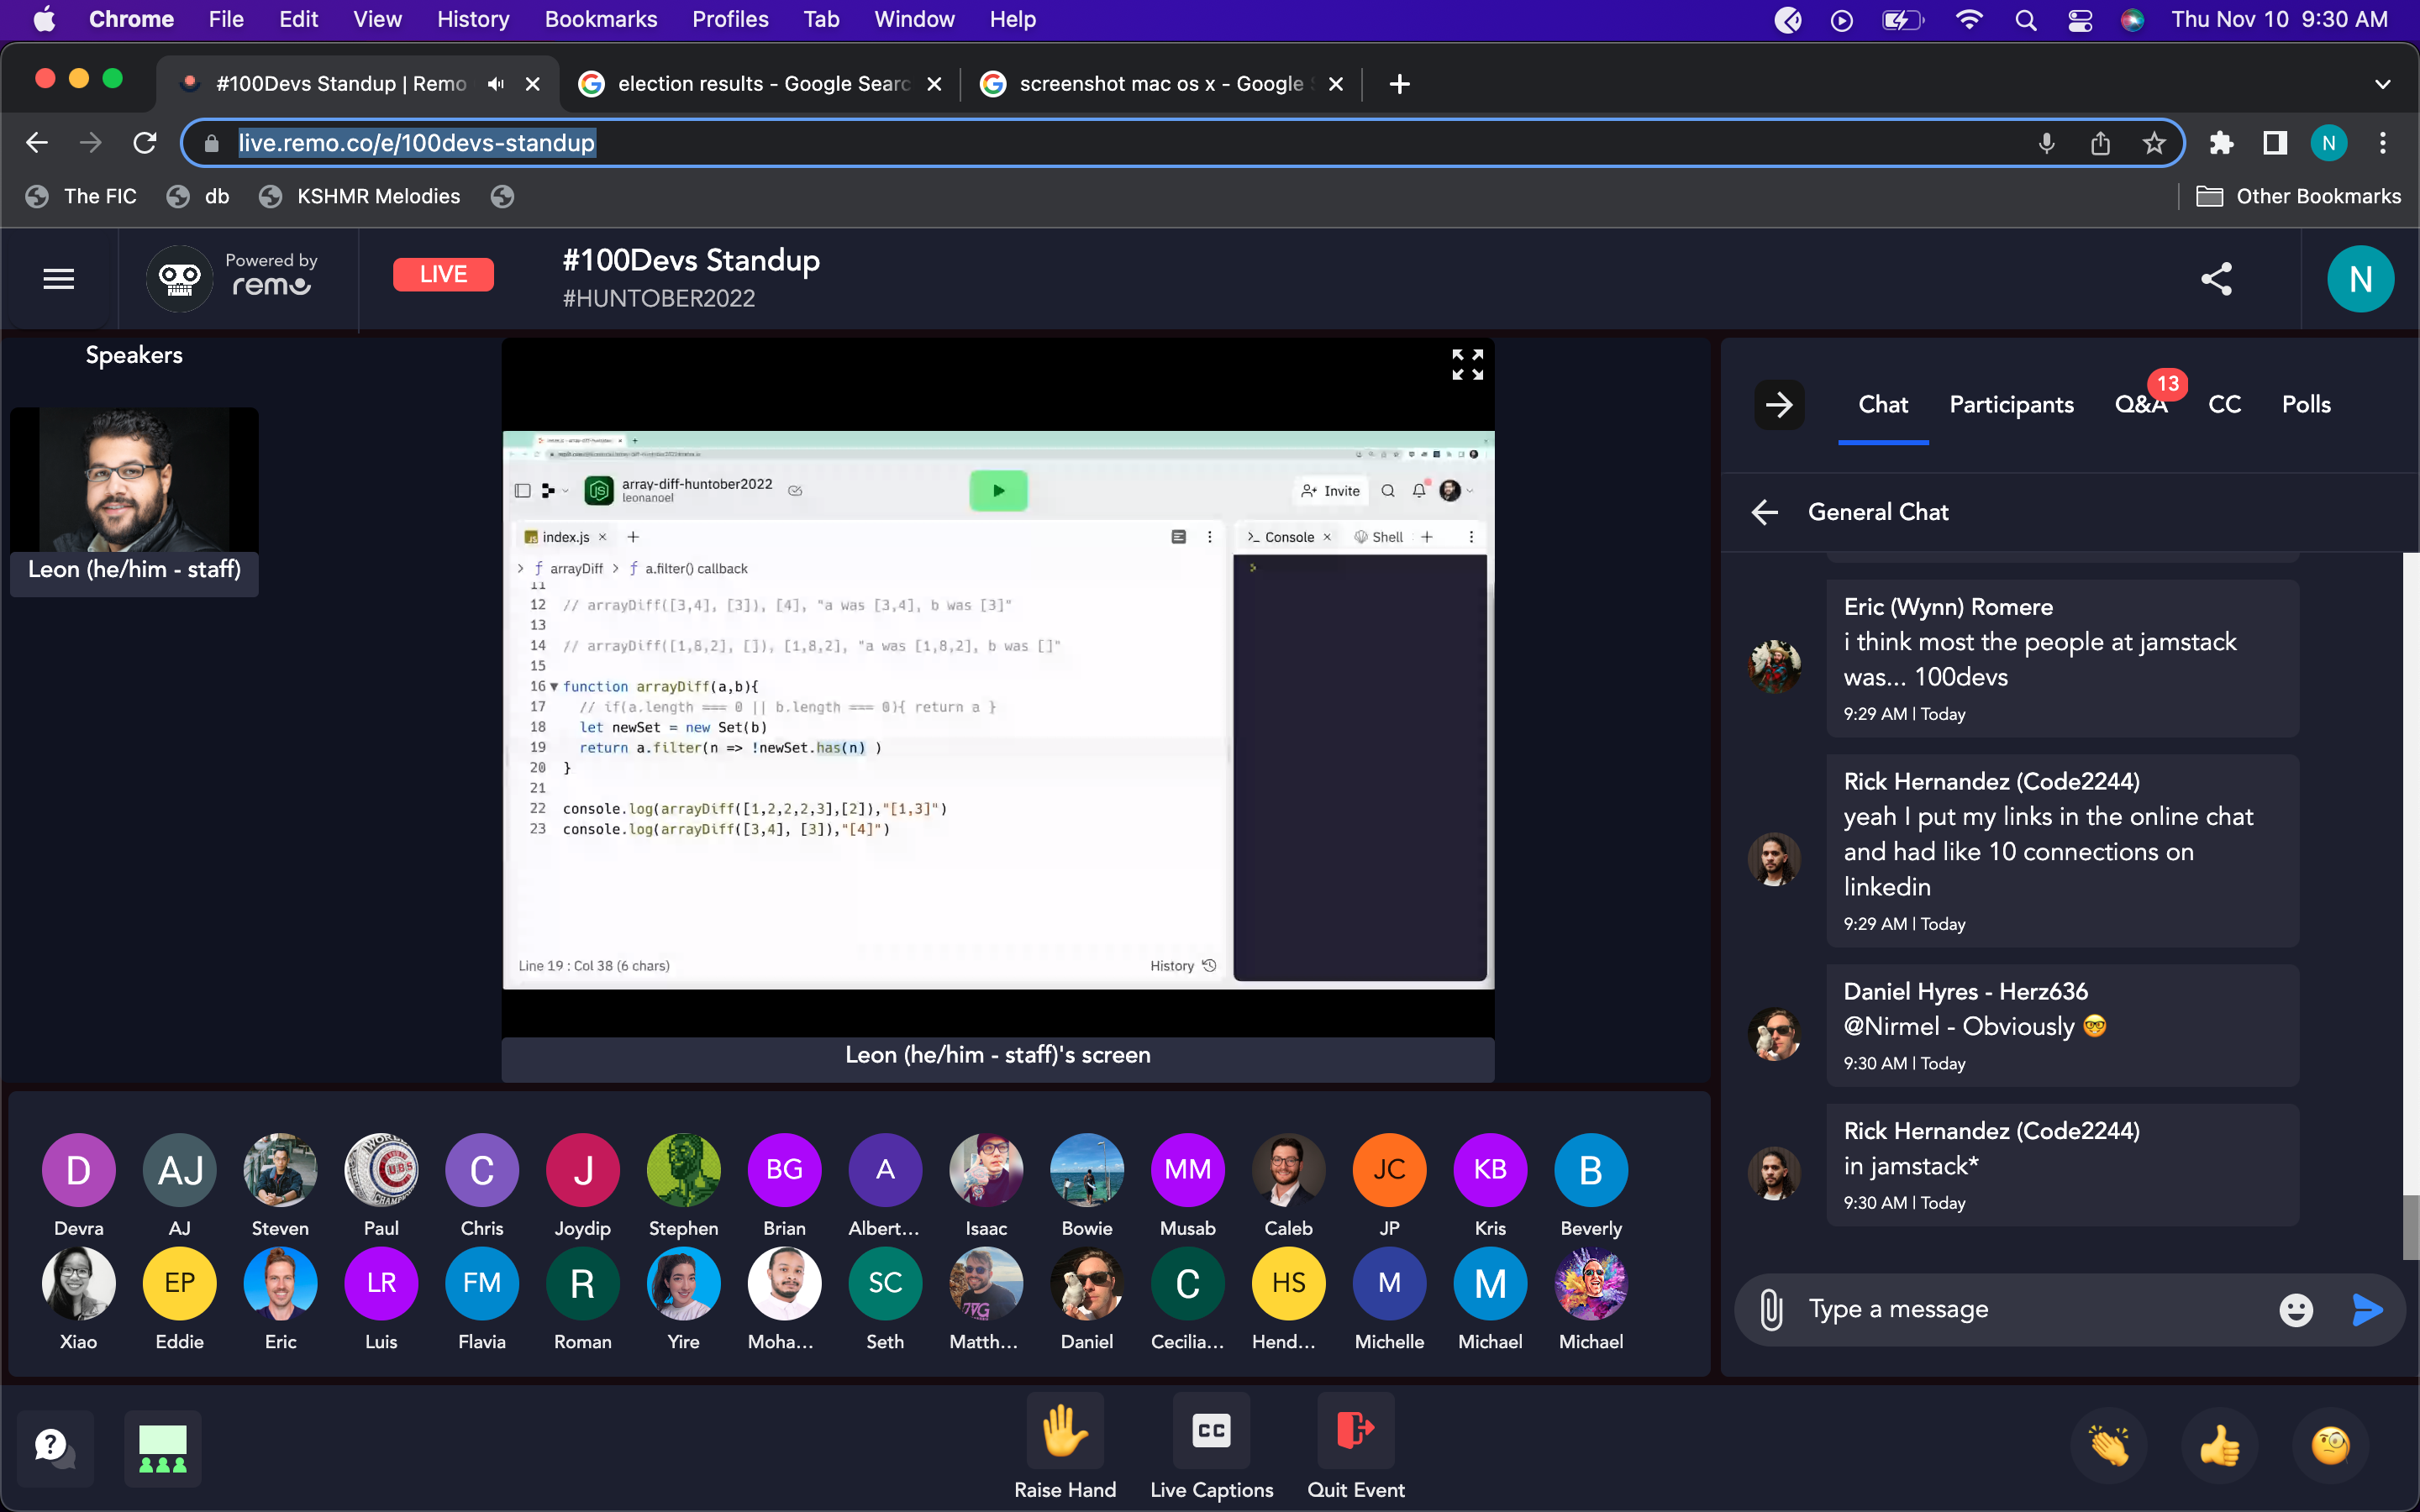 Chrome File Edit View History Bookmarks Profiles Tab Window Help Thu Nov 10 9:30 AM
#100Devs Standup | Remo election results - Google Searc screenshot mac os x - Google
live.remo.co/e/100devs-standup N
The FIC db KSHMR Melodies Other Bookmarks
Powered by
remo
LIVE
#100Devs Standup
#HUNTOBER2022
N
Speakers
Leon (he/him - staff)
array-diff-huntober2022
leonanoel
Invite
JS index.js
Console Shell
arrayDiff > f a.filter() callback
11
12 // arrayDiff([3,4], [3]), [4], "a was [3,4], b was [3]"
13
14 // arrayDiff([1,8,2], []), [1,8,2], "a was [1,8,2], b was []"
15
16 function arrayDiff(a,b){
17 // if(a.length === 0 || b.length === 0){ return a }
18 let newSet = new Set(b)
19 return a.filter(n => !newSet.has(n) )
20 }
21
22 console.log(arrayDiff([1,2,2,2,3],[2]),"[1,3]")
23 console.log(arrayDiff([3,4], [3]),"[4]")
Line 19 : Col 38 (6 chars)
History
Leon (he/him - staff)'s screen
Chat Participants Q&A 13 CC Polls
General Chat
Eric (Wynn) Romere
i think most the people at jamstack
was... 100devs
9:29 AM | Today
Rick Hernandez (Code2244)
yeah I put my links in the online chat
and had like 10 connections on
linkedin
9:29 AM | Today
Daniel Hyres - Herz636
@Nirmel - Obviously 🤓
9:30 AM | Today
Rick Hernandez (Code2244)
in jamstack*
9:30 AM | Today
Type a message
D AJ CUBS C J BG A MM JC KB B
Devra AJ Steven Paul Chris Joydip Stephen Brian Albert... Isaac Bowie Musab Caleb JP Kris Beverly
EP LR FM R SC C HS M M
Xiao Eddie Eric Luis Flavia Roman Yire Moha... Seth Matth... Daniel Cecilia... Hend... Michelle Michael Michael
CC
Raise Hand Live Captions Quit Event